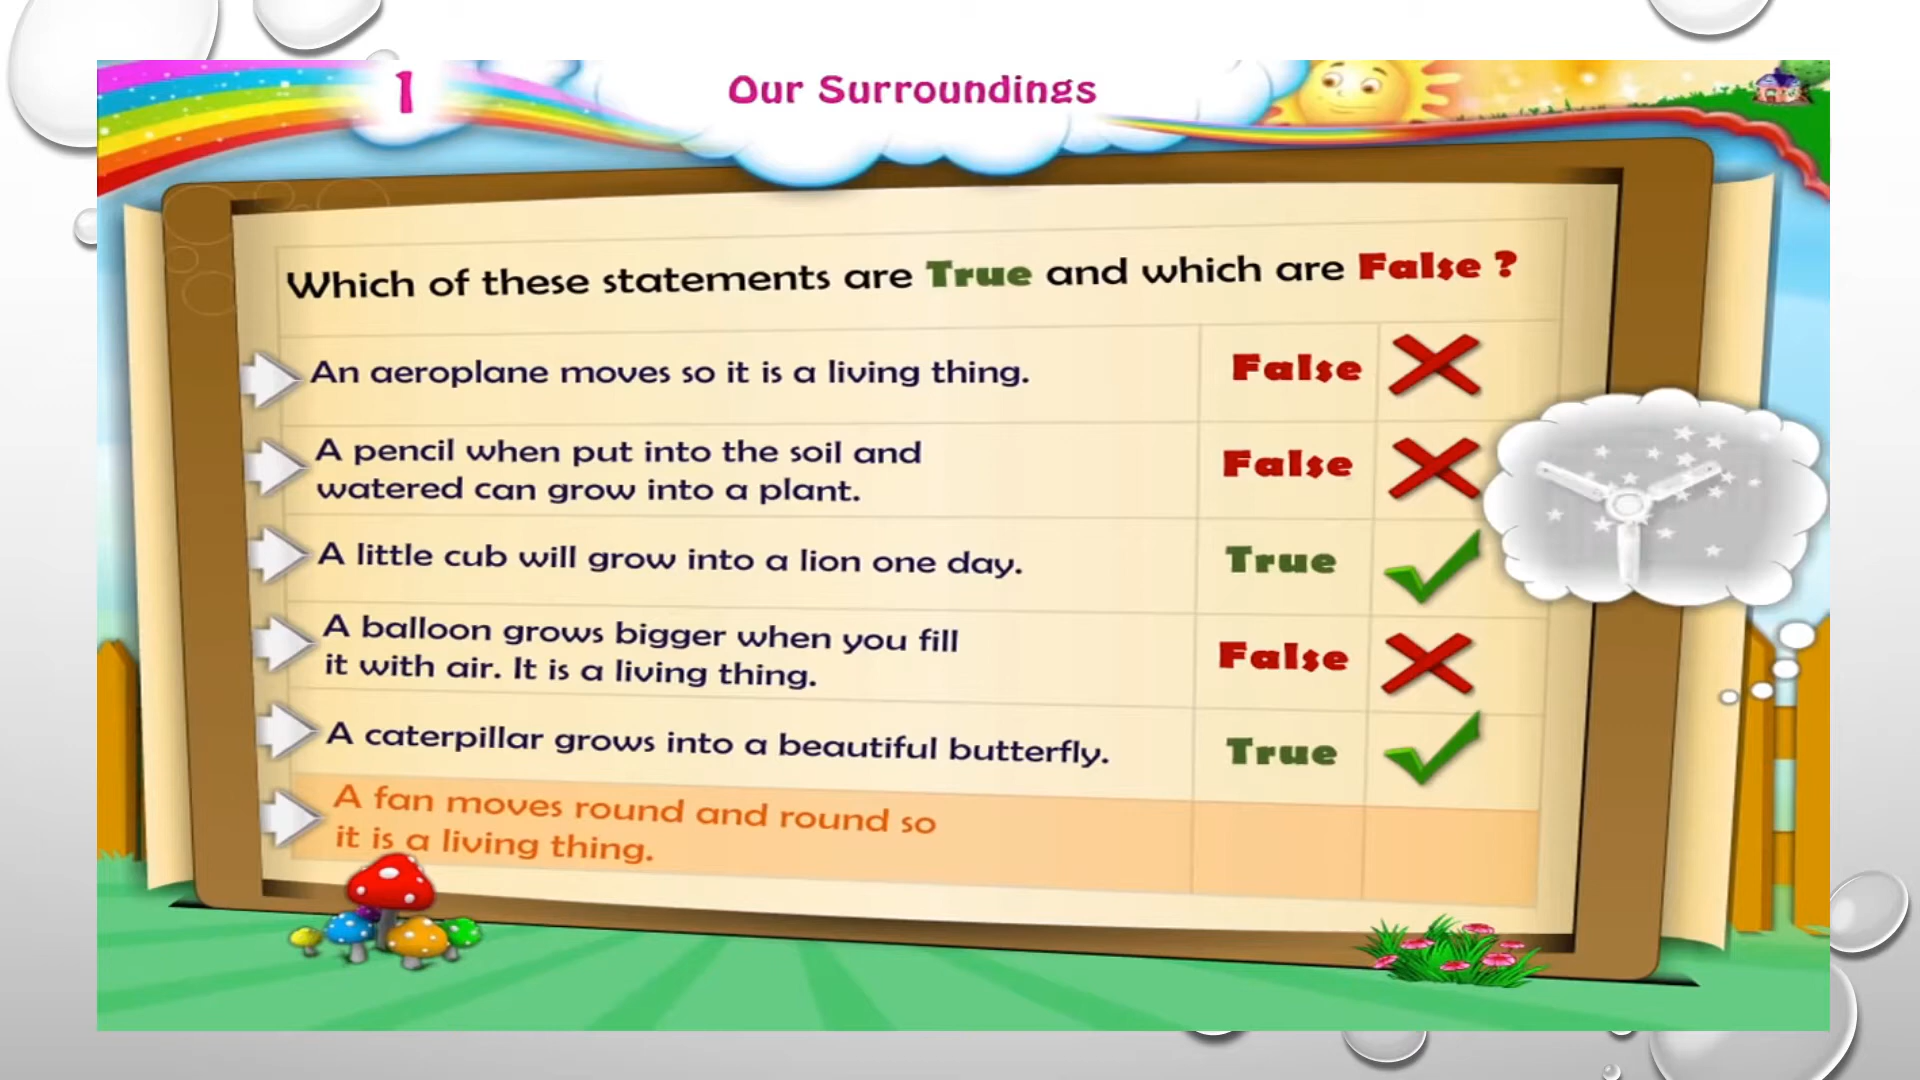 1
Our Surroundings
Which of these statements are True and which are False ?
An aeroplane moves so it is a living thing. False
A pencil when put into the soil and
watered can grow into a plant. False
A little cub will grow into a lion one day. True
A balloon grows bigger when you fill
it with air. It is a living thing. False
A caterpillar grows into a beautiful butterfly. True
A fan moves round and round so
it is a living thing.